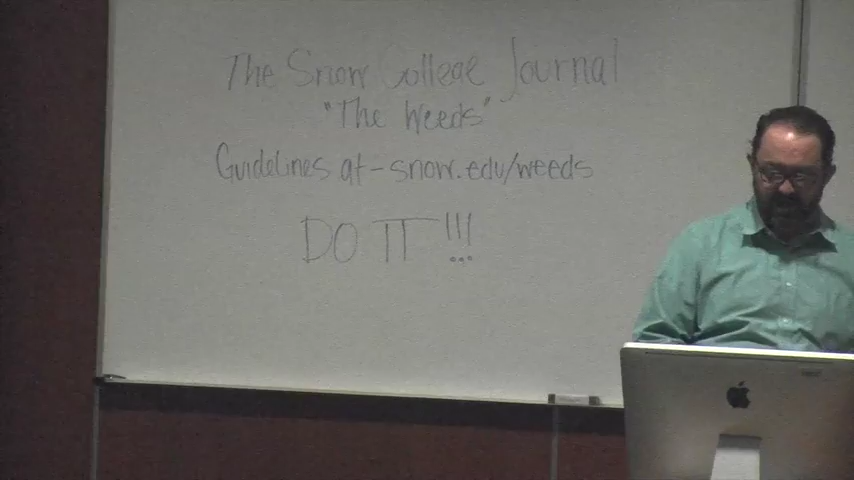 The Snow College Journal
"The Weeds"
Guidelines at - snow.edu/weeds
DO IT!!!